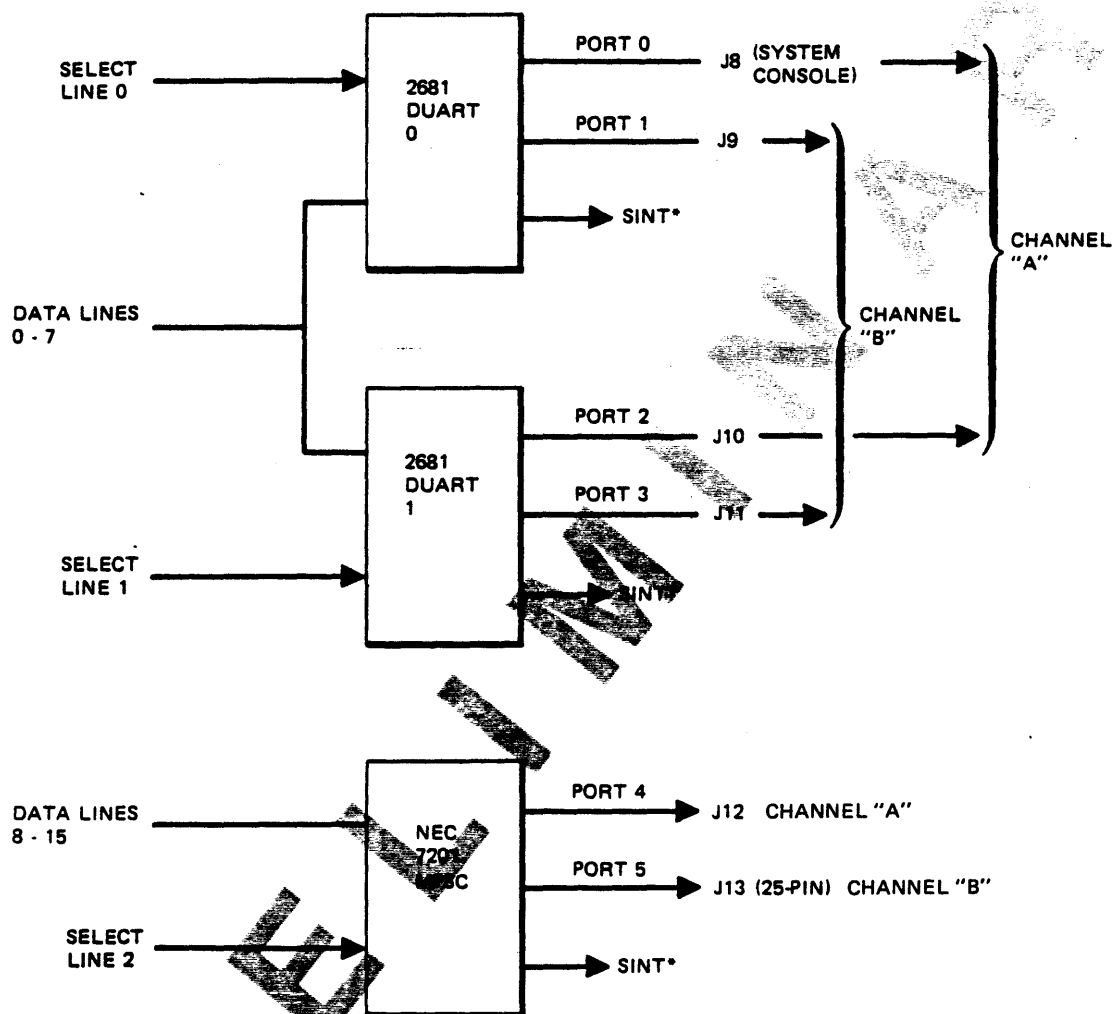 SELECT
LINE 0
2681
DUART
0
PORT 0
J8 (SYSTEM
CONSOLE)
PORT 1
J9
SINT*
CHANNEL
"A"
DATA LINES
0 - 7
CHANNEL
"B"
2681
DUART
1
PORT 2
J10
PORT 3
J11
SELECT
LINE 1
SINT*
DATA LINES
8 - 15
NEC
PORT 4
J12 CHANNEL "A"
PORT 5
J13 (25-PIN) CHANNEL "B"
SELECT
LINE 2
SINT*